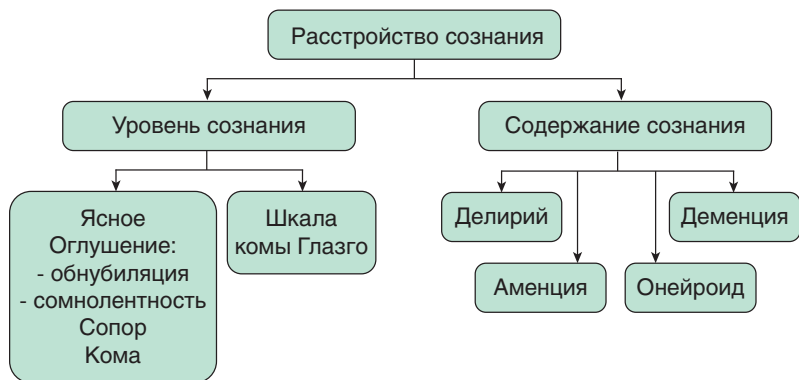 Расстройство сознания
Уровень сознания
Содержание сознания
Ясное
Оглушение:
- обнубиляция
- сомнолентность
Сопор
Кома
Шкала
комы Глазго
Делирий
Деменция
Аменция
Онейроид